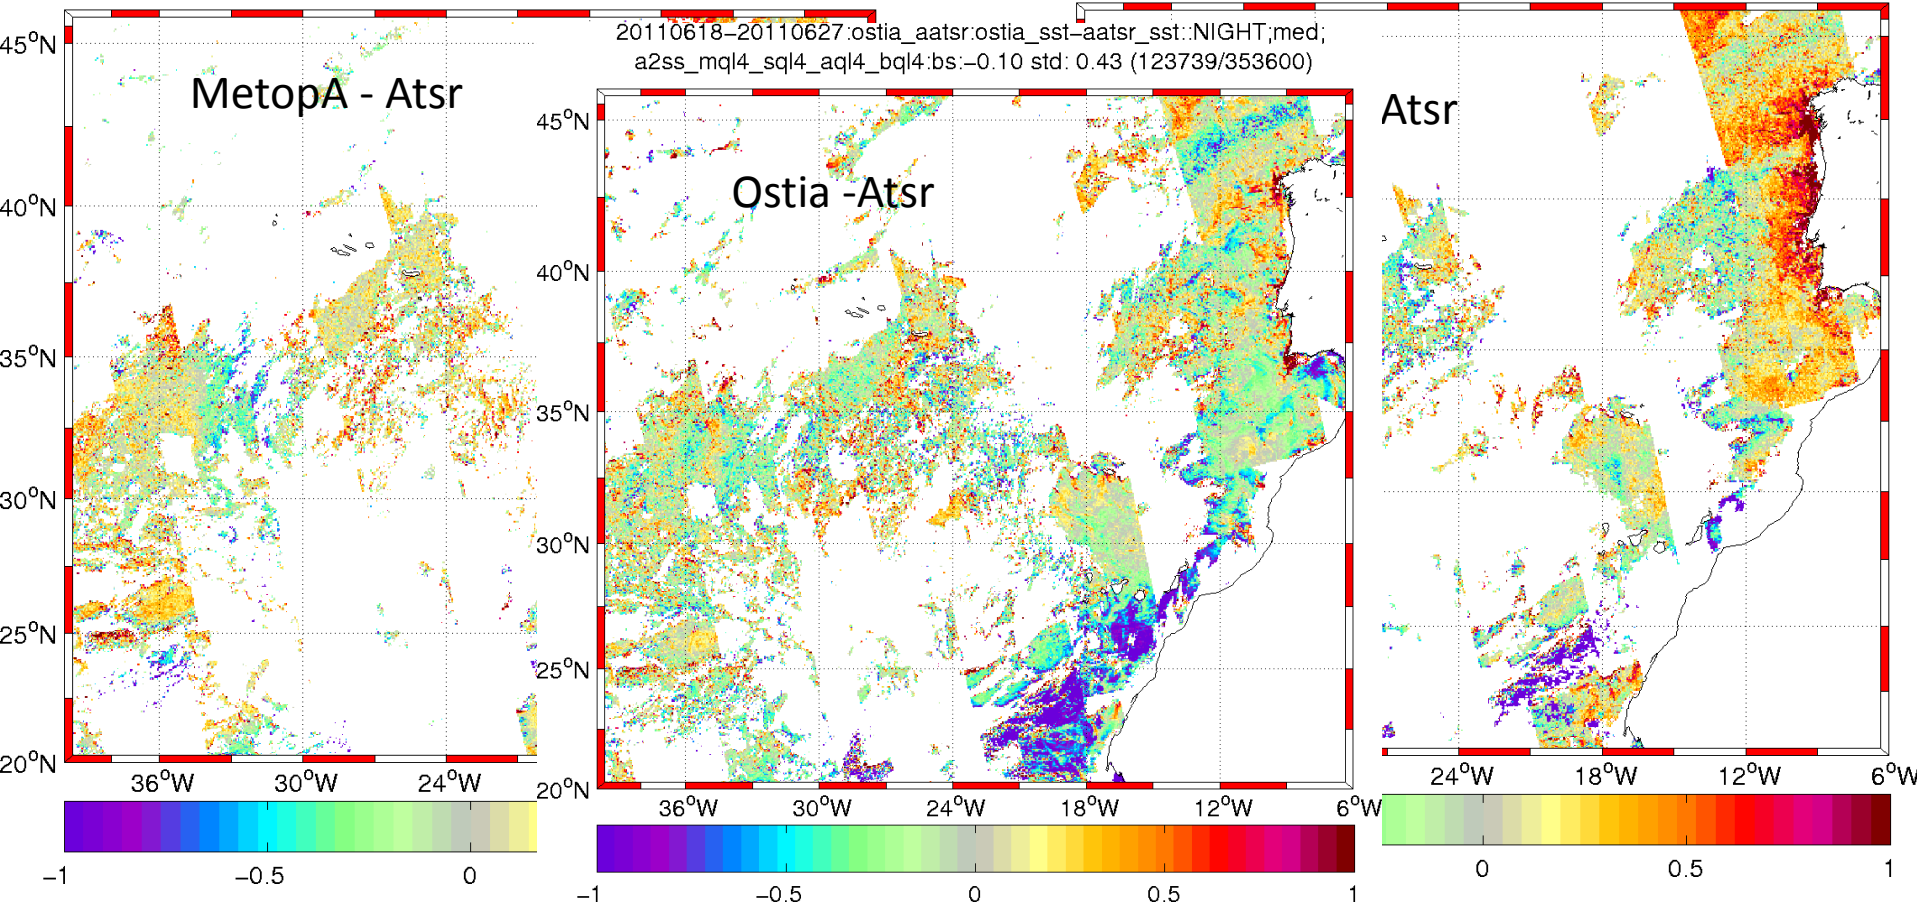 20110618-20110627:ostia_aatsr:ostia_sst-aatsr_sst::NIGHT;med;
a2ss_mql4_sql4_aql4_bql4:bs:-0.10 std: 0.43 (123739/353600)
MetopA - Atsr
Ostia -Atsr
Atsr
45°N
40°N
35°N
30°N
25°N
20°N
36°W 30°W 24°W
-1 -0.5 0
45°N
40°N
35°N
30°N
25°N
20°N
36°W 30°W 24°W 18°W 12°W 6°W
-1 -0.5 0 0.5 1
24°W 18°W 12°W 6°W
0 0.5 1